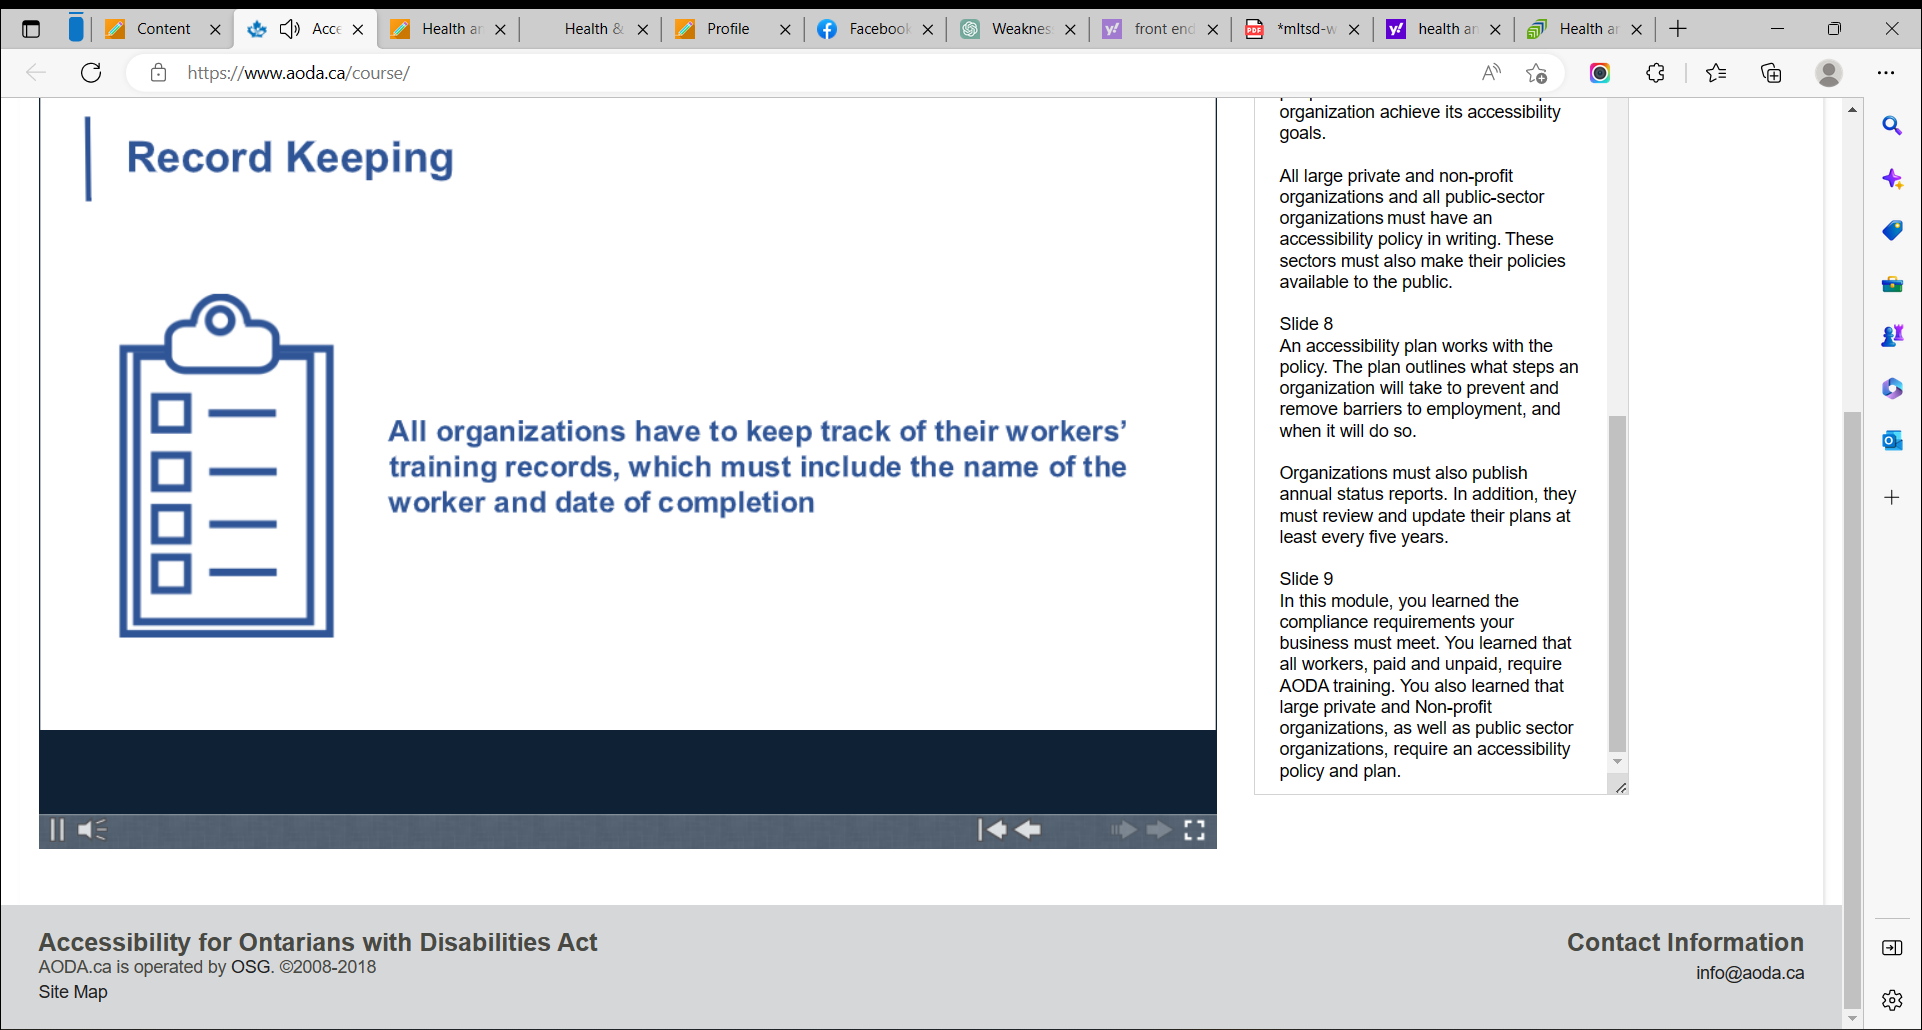 Content
Acce
Health an
Health &
Profile
Facebook
Weakness
front end
*mltsd-w
health an
Health an
https://www.aoda.ca/course/
Record Keeping
All organizations have to keep track of their workers’
training records, which must include the name of the
worker and date of completion
organization achieve its accessibility
goals.
All large private and non-profit
organizations and all public-sector
organizations must have an
accessibility policy in writing. These
sectors must also make their policies
available to the public.
Slide 8
An accessibility plan works with the
policy. The plan outlines what steps an
organization will take to prevent and
remove barriers to employment, and
when it will do so.
Organizations must also publish
annual status reports. In addition, they
must review and update their plans at
least every five years.
Slide 9
In this module, you learned the
compliance requirements your
business must meet. You learned that
all workers, paid and unpaid, require
AODA training. You also learned that
large private and Non-profit
organizations, as well as public sector
organizations, require an accessibility
policy and plan.
Accessibility for Ontarians with Disabilities Act
AODA.ca is operated by OSG. ©2008-2018
Site Map
Contact Information
info@aoda.ca